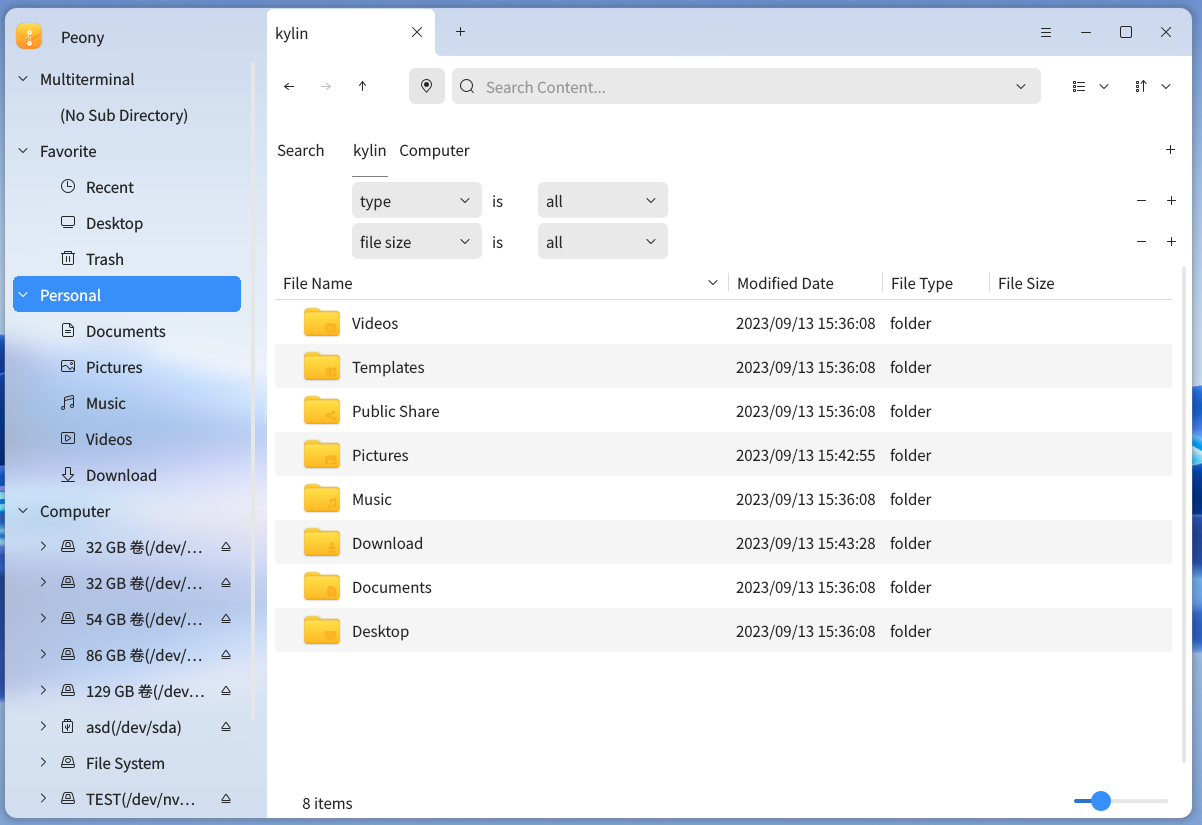 Peony
Multiterminal
(No Sub Directory)
Favorite
Recent
Desktop
Trash
Personal
Documents
Pictures
Music
Videos
Download
Computer
32 GB 卷(/dev/…
32 GB 卷(/dev/…
54 GB 卷(/dev/…
86 GB 卷(/dev/…
129 GB 卷(/dev…
asd(/dev/sda)
File System
TEST(/dev/nv…
kylin
Search Content...
Search kylin Computer
type is all
file size is all
File Name Modified Date File Type File Size
Videos 2023/09/13 15:36:08 folder
Templates 2023/09/13 15:36:08 folder
Public Share 2023/09/13 15:36:08 folder
Pictures 2023/09/13 15:42:55 folder
Music 2023/09/13 15:36:08 folder
Download 2023/09/13 15:43:28 folder
Documents 2023/09/13 15:36:08 folder
Desktop 2023/09/13 15:36:08 folder
8 items